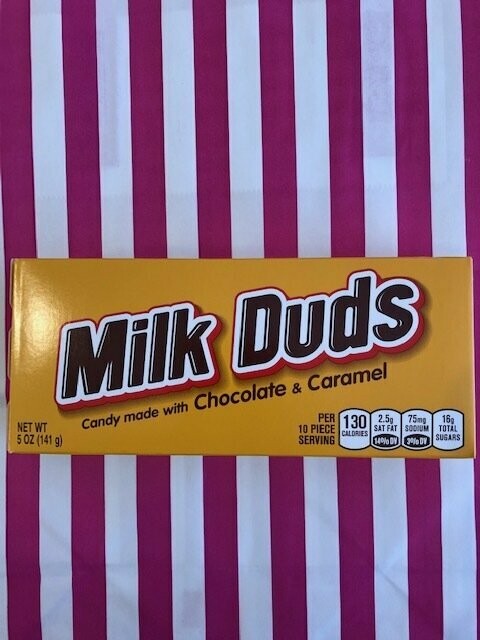 Milk Duds
Candy made with Chocolate & Caramel
NET WT
5 OZ (141 g)
PER
10 PIECE
SERVING
130
CALORIES
2.5g
SAT FAT
14% DV
75mg
SODIUM
3% DV
16g
TOTAL
SUGARS